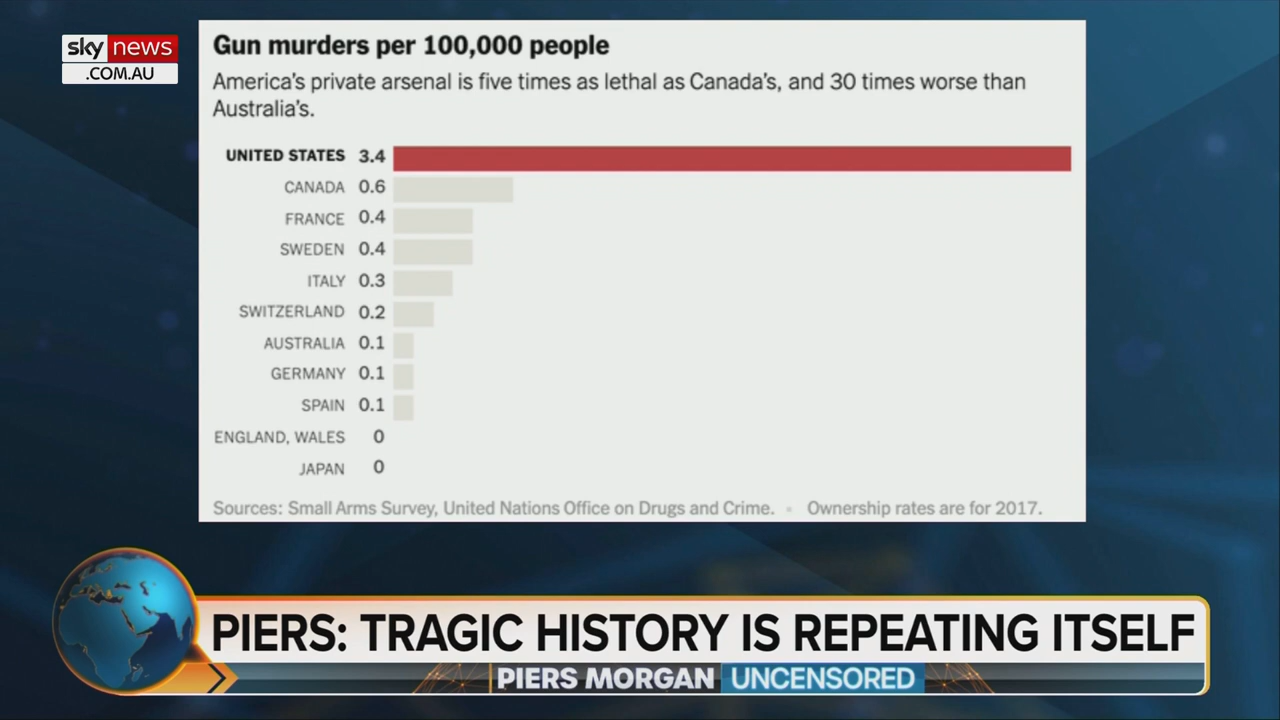 sky news
.COM.AU
Gun murders per 100,000 people
America's private arsenal is five times as lethal as Canada's, and 30 times worse than
Australia's.
UNITED STATES 3.4
CANADA 0.6
FRANCE 0.4
SWEDEN 0.4
ITALY 0.3
SWITZERLAND 0.2
AUSTRALIA 0.1
GERMANY 0.1
SPAIN 0.1
ENGLAND, WALES 0
JAPAN 0
Sources: Small Arms Survey, United Nations Office on Drugs and Crime. • Ownership rates are for 2017.
PIERS: TRAGIC HISTORY IS REPEATING ITSELF
PIERS MORGAN UNCENSORED